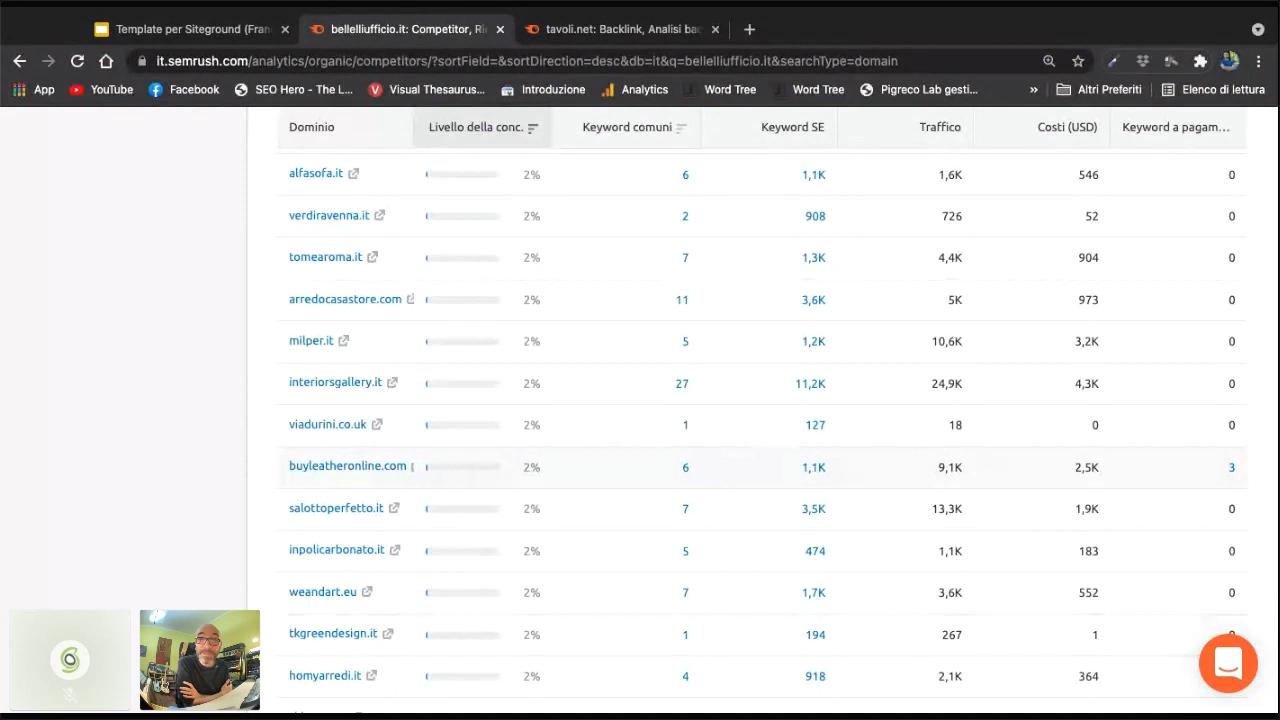 Template per Siteground (Fran
bellelliufficio.it: Competitor, Ri
tavoli.net: Backlink, Analisi bac
it.semrush.com/analytics/organic/competitors/?sortField=&sortDirection=desc&db=it&q=bellelliufficio.it&searchType=domain
App YouTube Facebook SEO Hero - The L... Visual Thesaurus... Introduzione Analytics Word Tree Word Tree Pigreco Lab gesti... » Altri Preferiti Elenco di lettura
Dominio Livello della conc. Keyword comuni Keyword SE Traffico Costi (USD) Keyword a pagam...
alfasofa.it 2% 6 1,1K 1,6K 546 0
verdiravenna.it 2% 2 908 726 52 0
tomearoma.it 2% 7 1,3K 4,4K 904 0
arredocasastore.com 2% 11 3,6K 5K 973 0
milper.it 2% 5 1,2K 10,6K 3,2K 0
interiorsgallery.it 2% 27 11,2K 24,9K 4,3K 0
viadurini.co.uk 2% 1 127 18 0 0
buyleatheronline.com 2% 6 1,1K 9,1K 2,5K 3
salottoperfetto.it 2% 7 3,5K 13,3K 1,9K 0
inpolicarbonato.it 2% 5 474 1,1K 183 0
weandart.eu 2% 7 1,7K 3,6K 552 0
tkgreendesign.it 2% 1 194 267 1
homyarredi.it 2% 4 918 2,1K 364